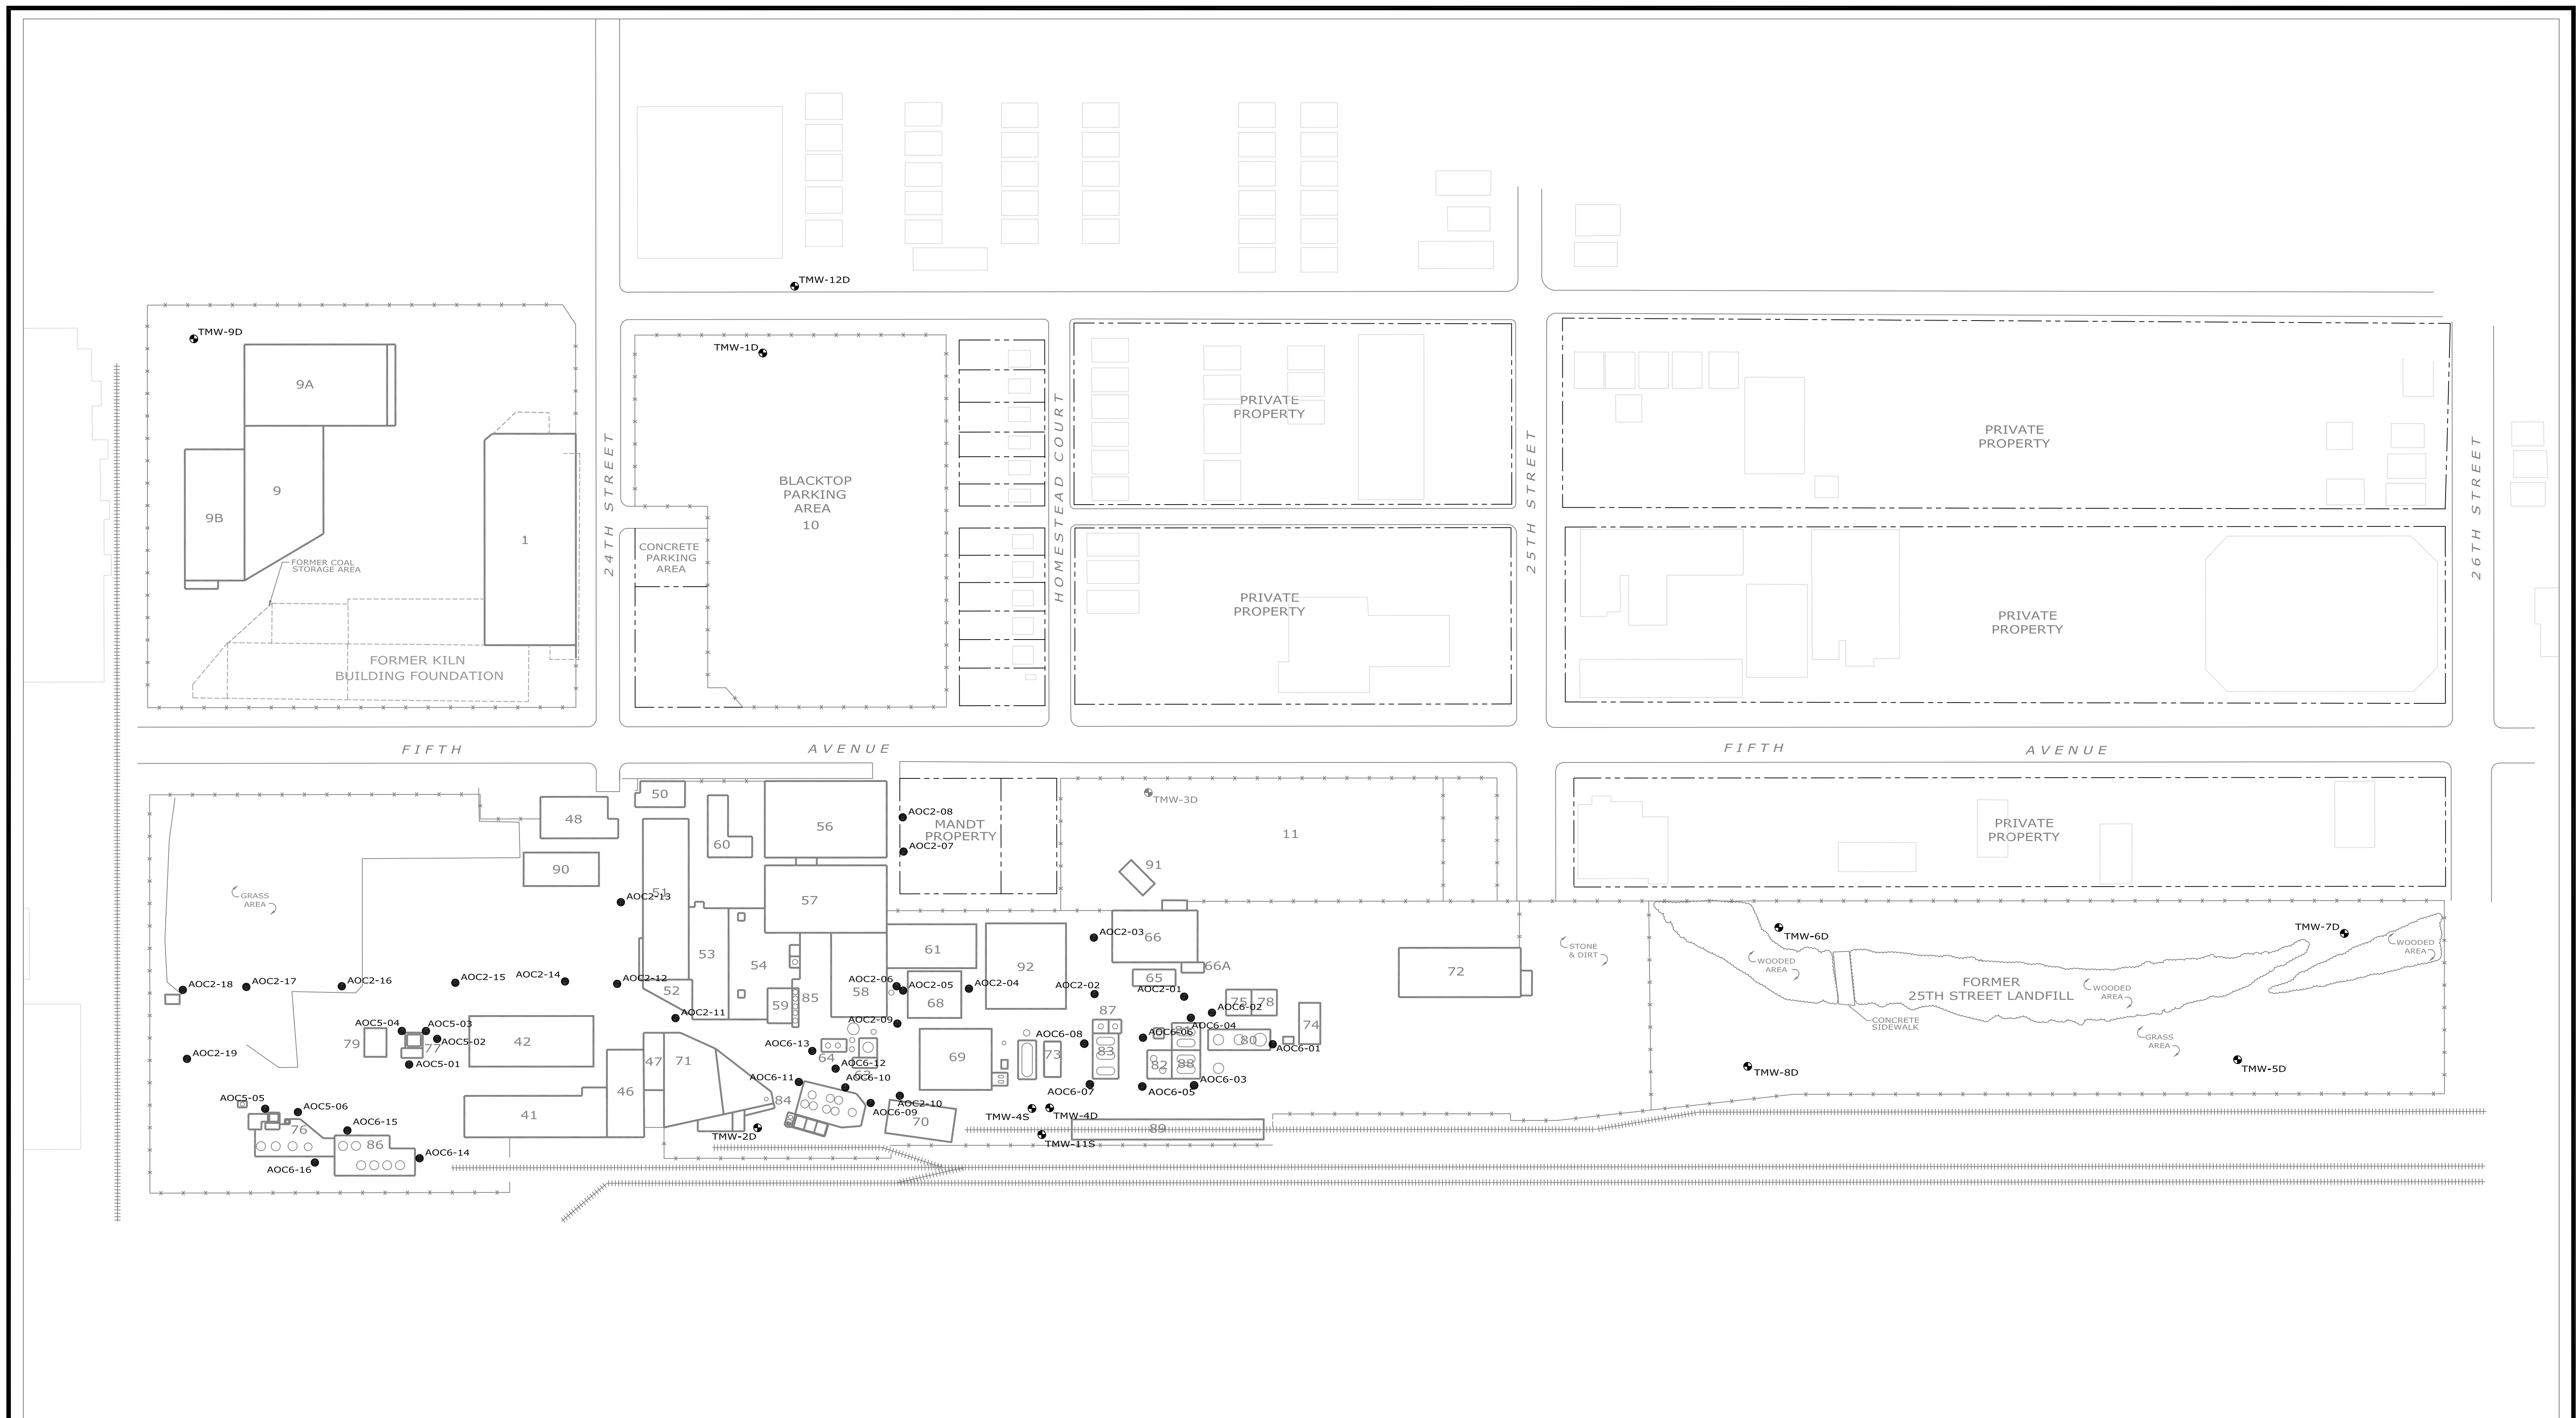 TMW-12D
TMW-9D
TMW-1D
9A
PRIVATE
PROPERTY
PRIVATE
PROPERTY
9
9B
1
24TH STREET
BLACKTOP
PARKING
AREA
10
HOMESTEAD COURT
25TH STREET
26TH STREET
CONCRETE
PARKING
AREA
FORMER COAL
STORAGE AREA
PRIVATE
PROPERTY
PRIVATE
PROPERTY
FORMER KILN
BUILDING FOUNDATION
FIFTH AVENUE
FIFTH AVENUE
50
TMW-3D
48
60
56
AOC2-08
MANDT
PROPERTY
AOC2-07
11
PRIVATE
PROPERTY
91
90
51
AOC2-13
57
GRASS
AREA
AOC2-03
66
TMW-6D
TMW-7D
STONE
& DIRT
WOODED
AREA
WOODED
AREA
53
54
61
92
66A
65
72
AOC2-18
AOC2-17
AOC2-16
AOC2-15
AOC2-14
AOC2-12
52
59
85
58
AOC2-06
AOC2-05
68
AOC2-04
AOC2-02
AOC2-01
FORMER
25TH STREET LANDFILL
WOODED
AREA
75
78
87
AOC6-02
AOC2-11
AOC2-09
AOC6-04
CONCRETE
SIDEWALK
74
AOC5-04
AOC5-03
AOC5-02
79
77
42
AOC6-08
AOC6-06
81
80
AOC6-01
GRASS
AREA
AOC6-13
64
69
73
83
82
88
AOC2-19
AOC5-01
47
71
AOC6-12
63
TMW-8D
TMW-5D
AOC6-11
AOC6-10
AOC6-07
AOC6-05
AOC6-03
46
84
AOC5-05
AOC5-06
41
AOC6-09
AOC2-10
70
TMW-4S
TMW-4D
AOC6-15
76
86
TMW-2D
89
TMW-11S
AOC6-14
AOC6-16